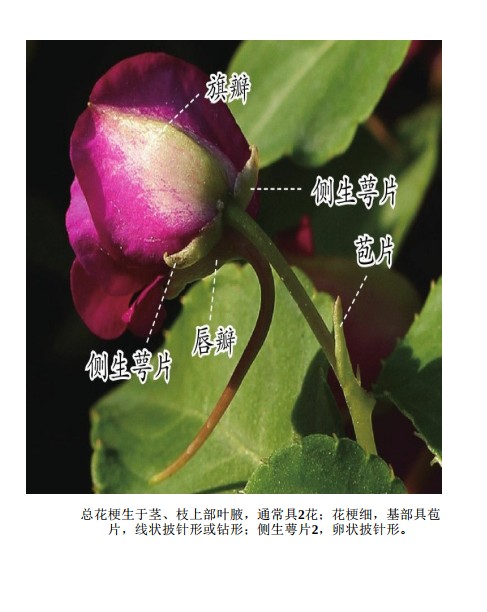 旗瓣
侧生萼片
苞片
唇瓣
侧生萼片
总花梗生于茎、枝上部叶腋，通常具2花；花梗细，基部具苞
片，线状披针形或钻形；侧生萼片2，卵状披针形。